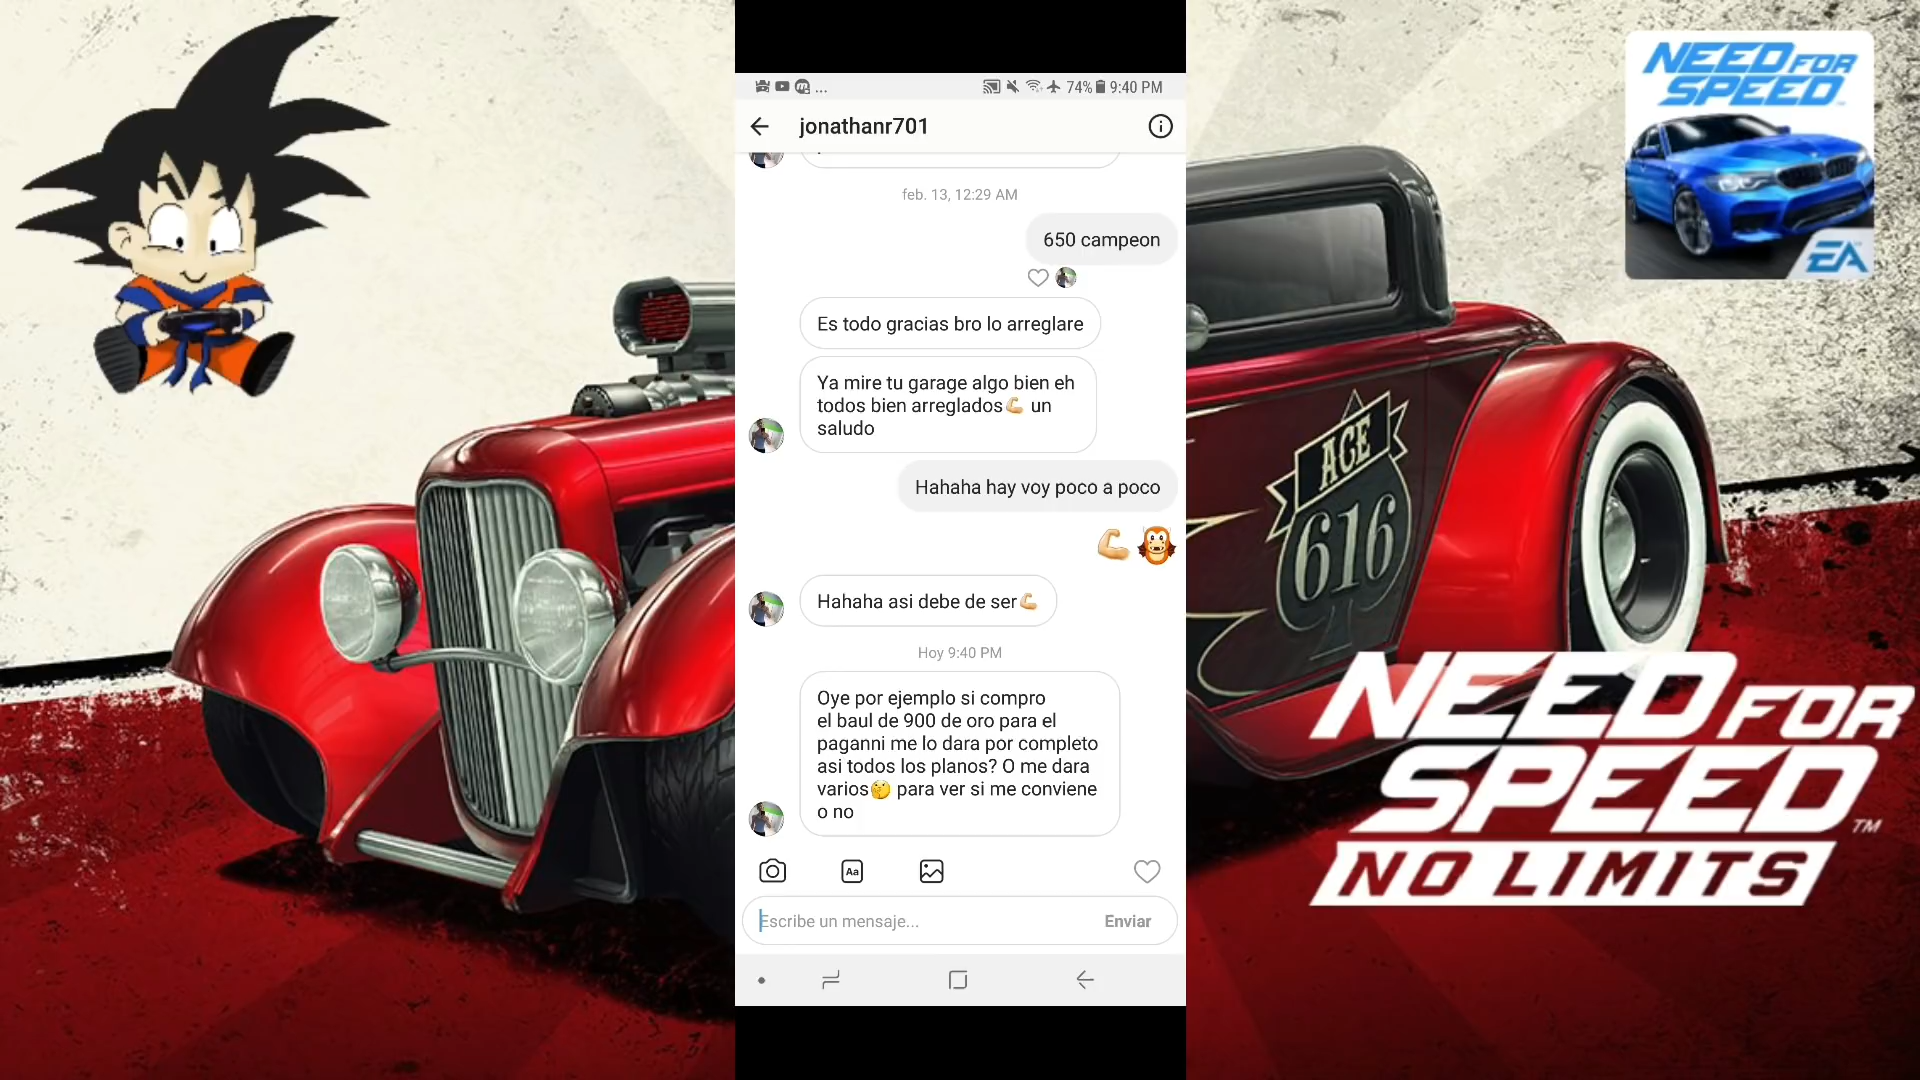 74% 9:40 PM
jonathanr701
feb. 13, 12:29 AM
650 campeon
Es todo gracias bro lo arreglare
Ya mire tu garage algo bien eh
todos bien arreglados💪🏼 un
saludo
Hahaha hay voy poco a poco
Hahaha asi debe de ser💪🏼
Hoy 9:40 PM
Oye por ejemplo si compro
el baul de 900 de oro para el
paganni me lo dara por completo
asi todos los planos? O me dara
varios🤔 para ver si me conviene
o no
Aa
Escribe un mensaje...
Enviar
ACE
616
NEED FOR
SPEED
EA
NEED FOR
SPEED™
NO LIMITS